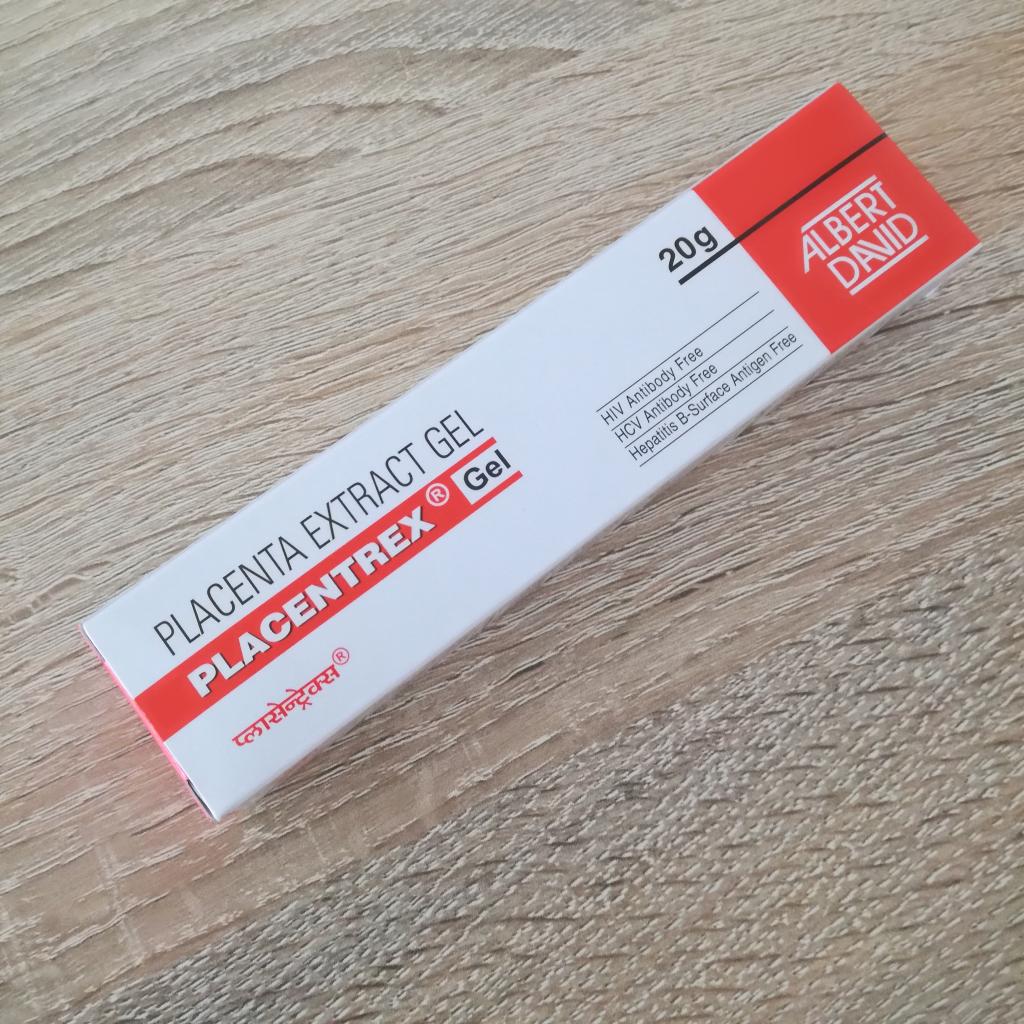 PLACENTA EXTRACT GEL
PLACENTREX® Gel
प्लासेन्ट्रेक्स®
20g
HIV Antibody Free
HCV Antibody Free
Hepatitis B-Surface Antigen Free
ALBERT
DAVID